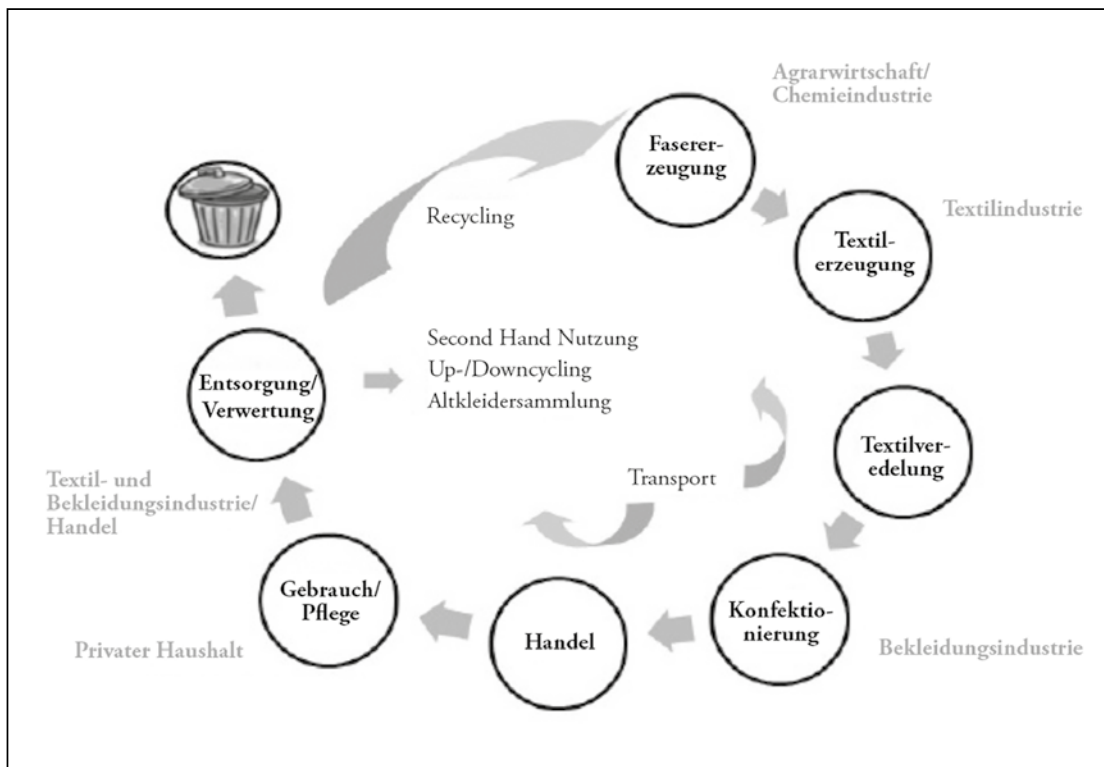 Agrarwirtschaft/
Chemieindustrie
Faserer-
zeugung
Textilindustrie
Textil-
erzeugung
Recycling
Second Hand Nutzung
Up-/Downcycling
Altkleidersammlung
Entsorgung/
Verwertung
Textilver-
edelung
Transport
Textil- und
Bekleidungsindustrie/
Handel
Gebrauch/
Pflege
Konfektio-
nierung
Handel
Privater Haushalt
Bekleidungsindustrie